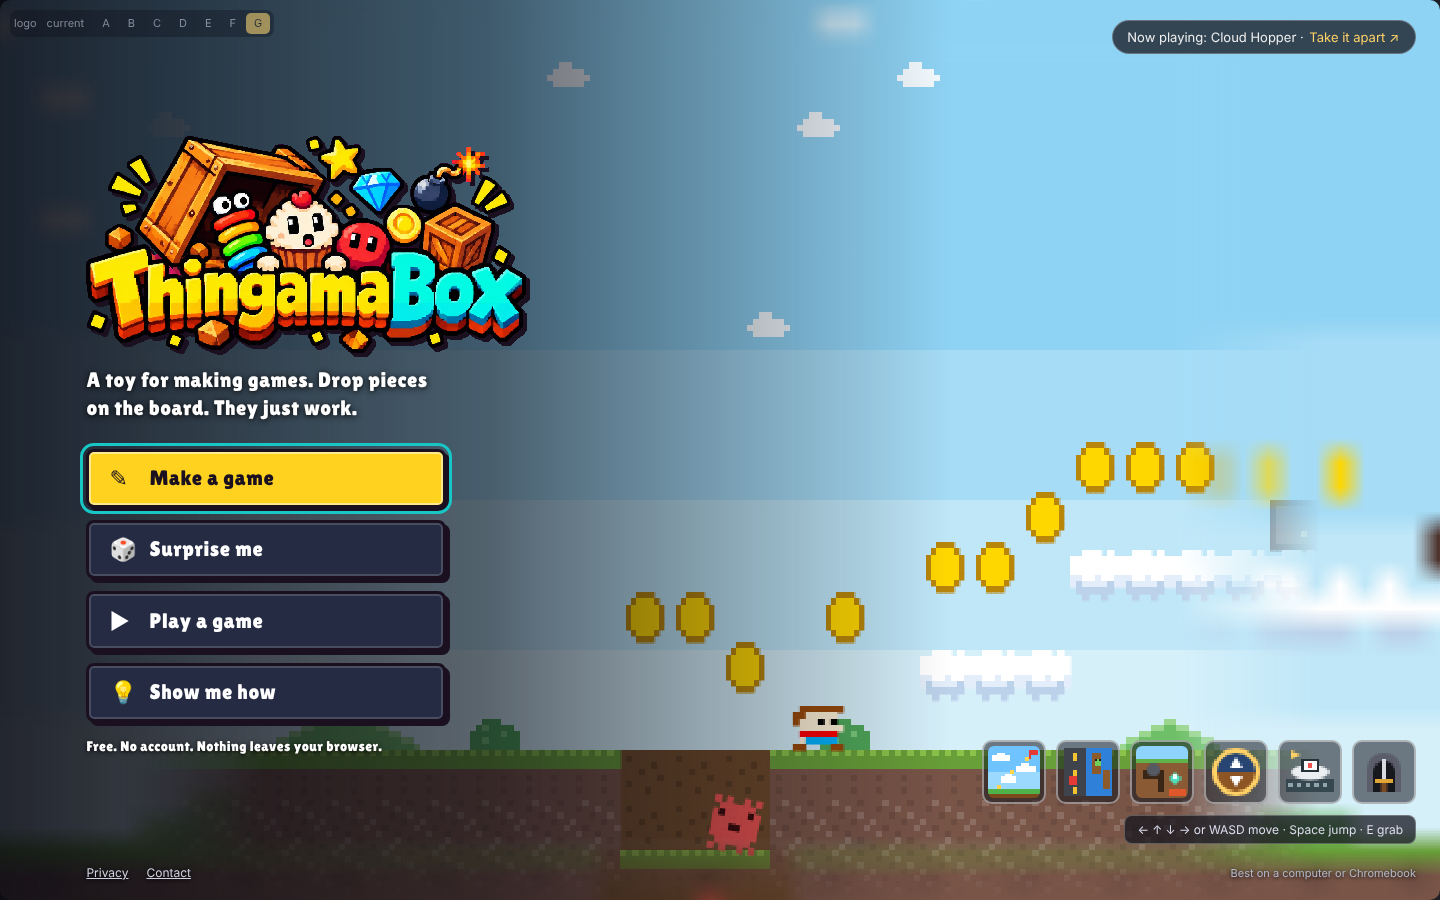 logo current A B C D E F G
Now playing: Cloud Hopper · Take it apart ↗
ThingamaBox
A toy for making games. Drop pieces
on the board. They just work.
Make a game
Surprise me
Play a game
Show me how
Free. No account. Nothing leaves your browser.
← ↑ ↓ → or WASD move · Space jump · E grab
Privacy Contact
Best on a computer or Chromebook